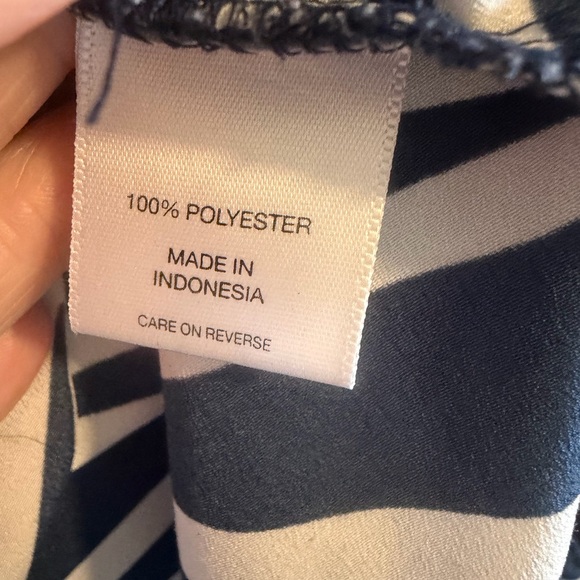 100% POLYESTER
MADE IN
INDONESIA
CARE ON REVERSE